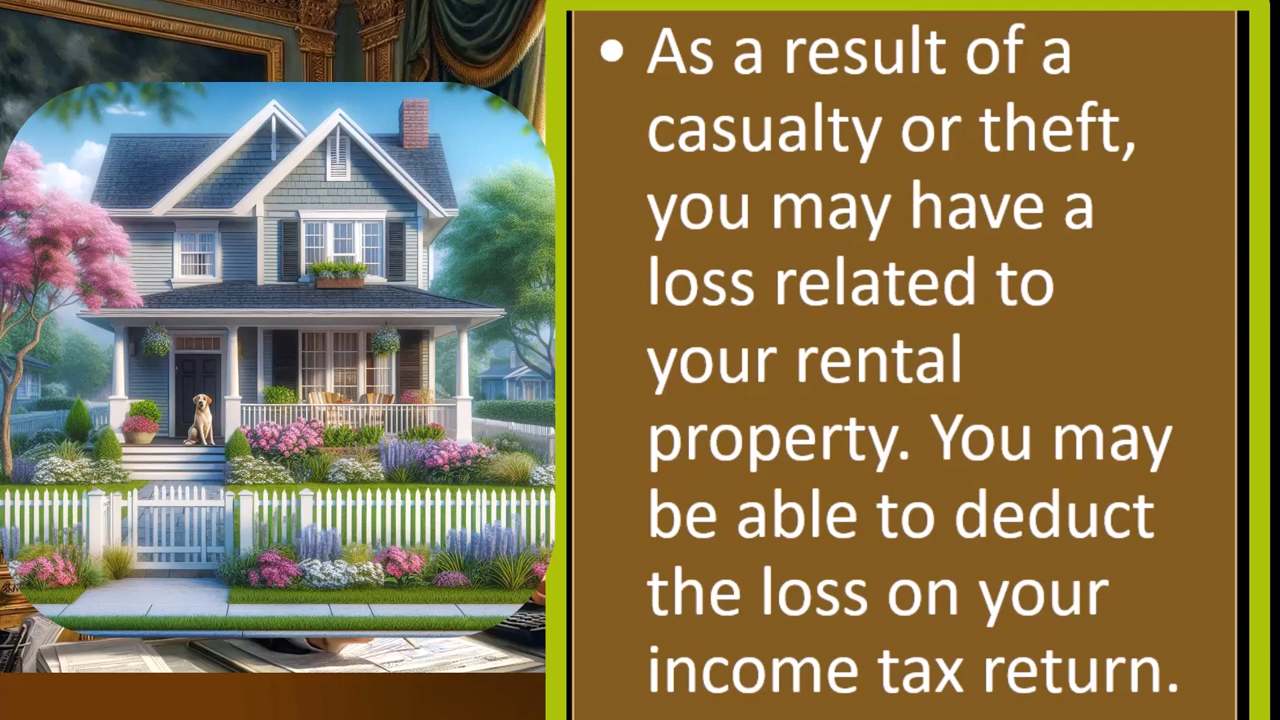 • As a result of a
casualty or theft,
you may have a
loss related to
your rental
property. You may
be able to deduct
the loss on your
income tax return.